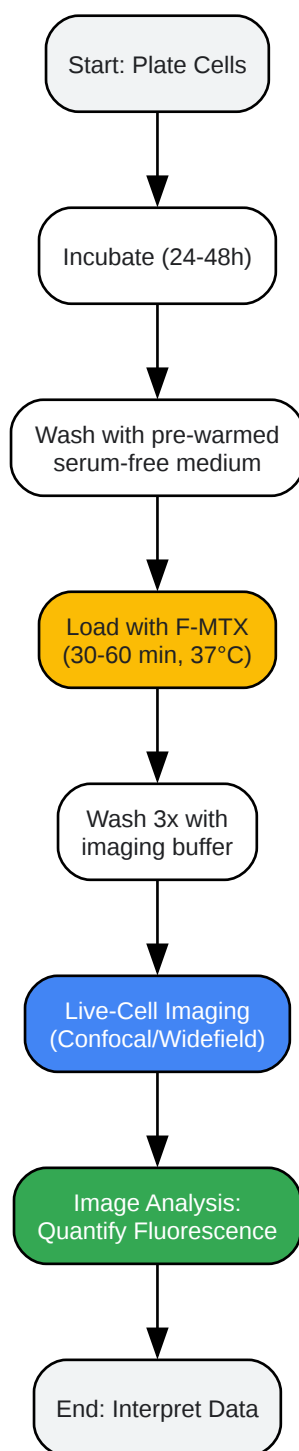 Start: Plate Cells
Incubate (24-48h)
Wash with pre-warmed
serum-free medium
Load with F-MTX
(30-60 min, 37°C)
Wash 3x with
imaging buffer
Live-Cell Imaging
(Confocal/Widefield)
Image Analysis:
Quantify Fluorescence
End: Interpret Data